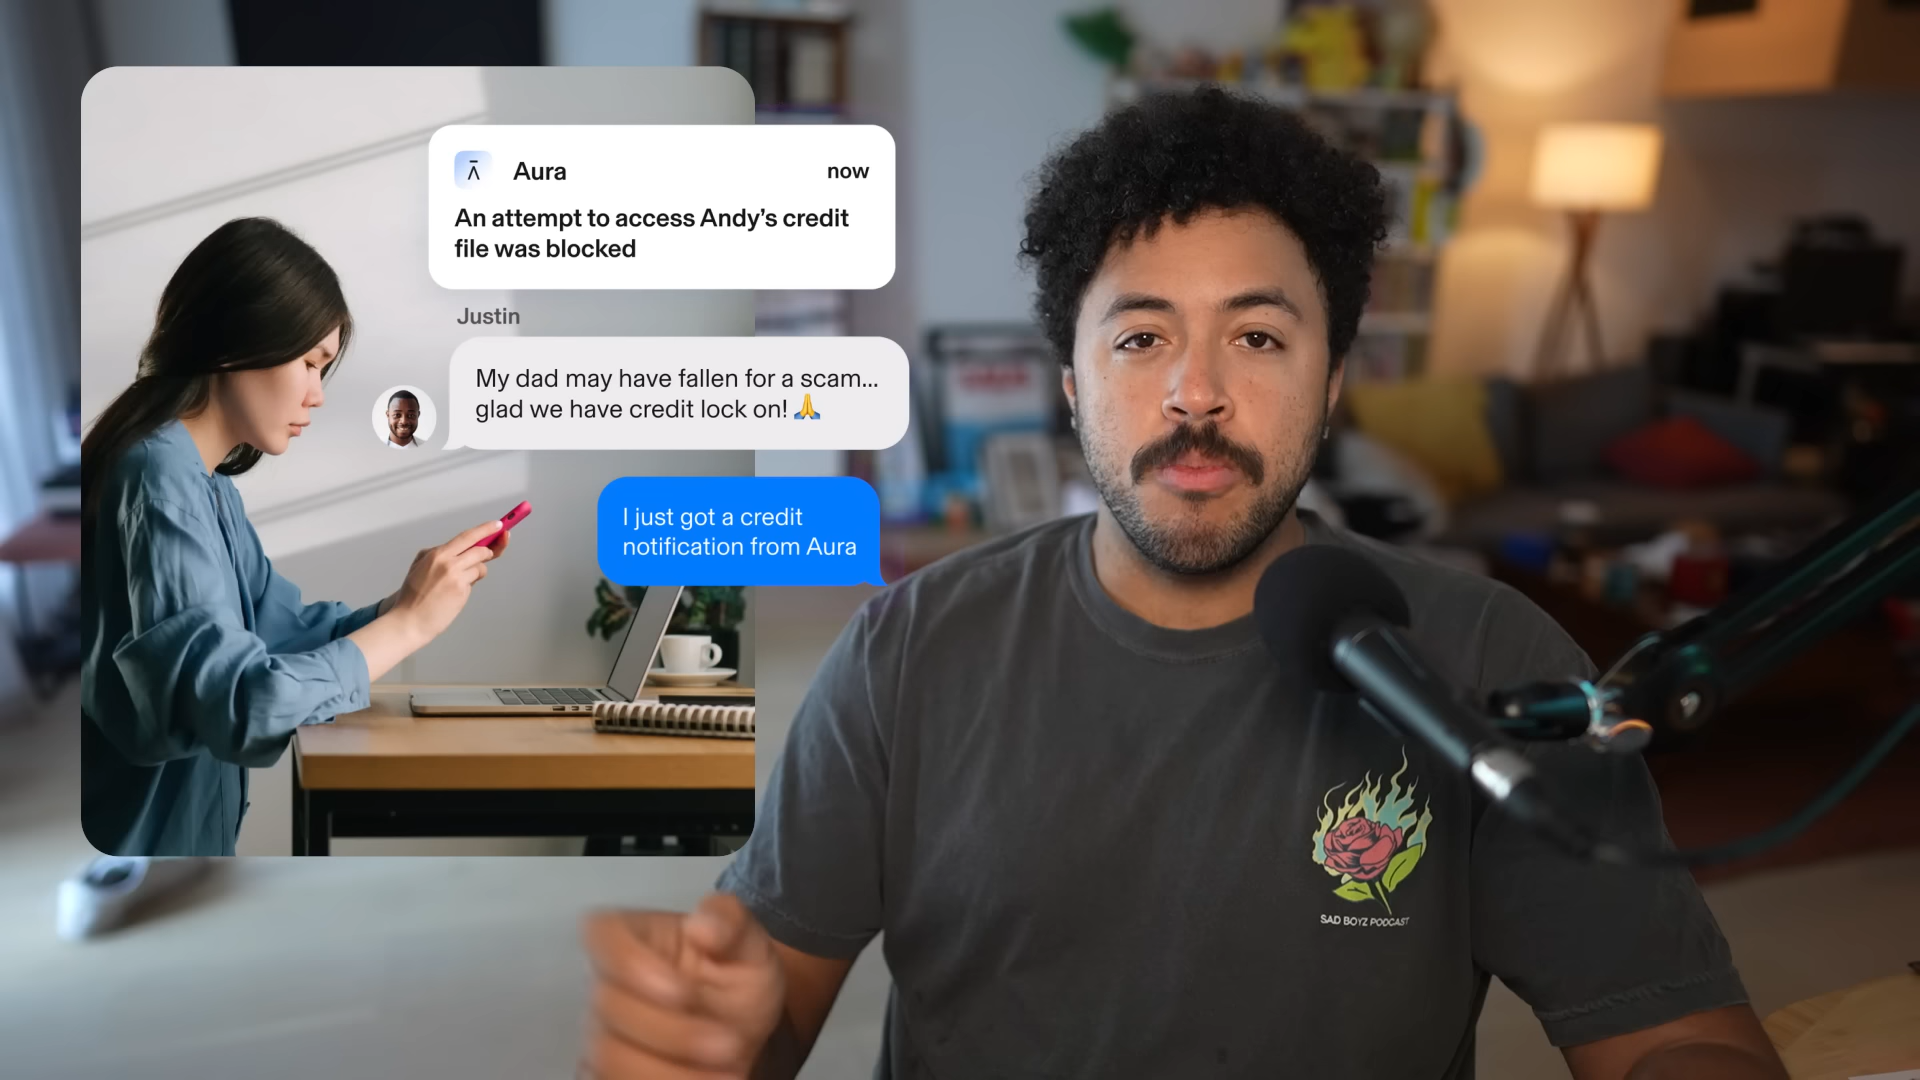 Aura
now
An attempt to access Andy’s credit
file was blocked
Justin
My dad may have fallen for a scam...
glad we have credit lock on! 🙏
I just got a credit
notification from Aura
SAD BOYZ PODCAST